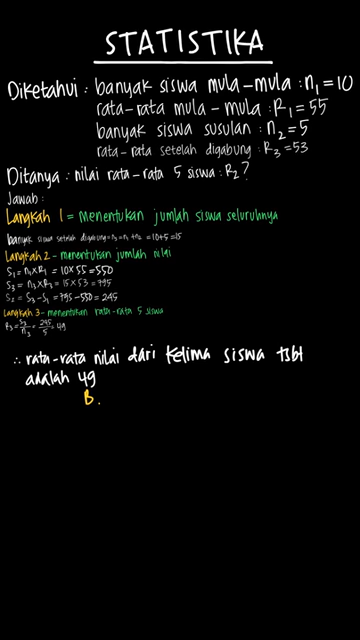 STATISTIKA
Diketahui : banyak siswa mula-mula : n₁ = 10
rata-rata mula-mula : R₁ = 55
banyak siswa susulan : n₂ = 5
rata-rata setelah digabung : R₃ = 53
Ditanya : nilai rata-rata 5 siswa : R₂?
Jawab :
Langkah 1 = menentukan jumlah siswa seluruhnya
banyak siswa setelah digabung = n₃ = n₁ + n₂ = 10+5 = 15
Langkah 2 - menentukan jumlah nilai
S₁ = n₁ x R₁ = 10 x 55 = 550
S₃ = n₃ x R₃ = 15 x 53 = 795
S₂ = S₃ - S₁ = 795 - 550 = 245
Langkah 3 - menentukan rata-rata 5 siswa
R₃ = S₃/n₃ = 245/5 = 49
∴ rata-rata nilai dari kelima siswa tsbt
adalah 49
B.